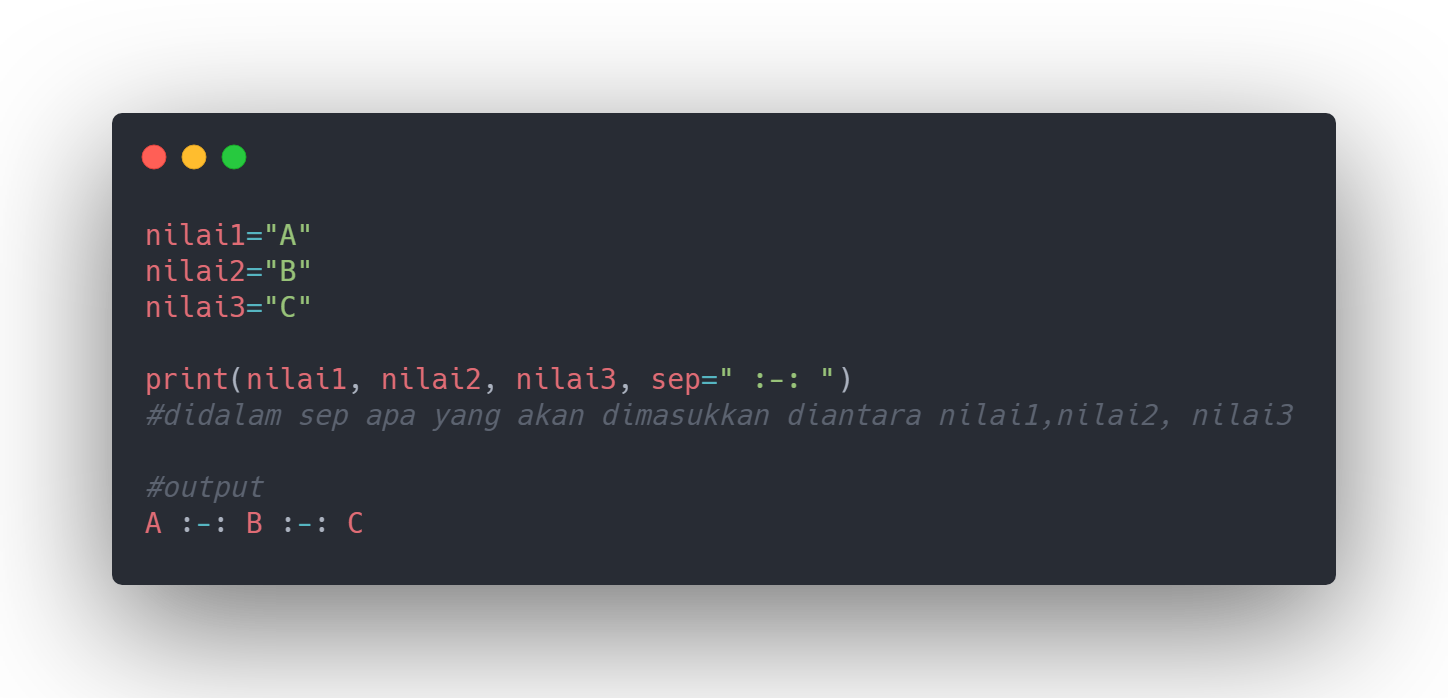 nilai1="A"
nilai2="B"
nilai3="C"
print(nilai1, nilai2, nilai3, sep=" :-: ")
#didalam sep apa yang akan dimasukkan diantara nilai1,nilai2, nilai3
#output
A :-: B :-: C